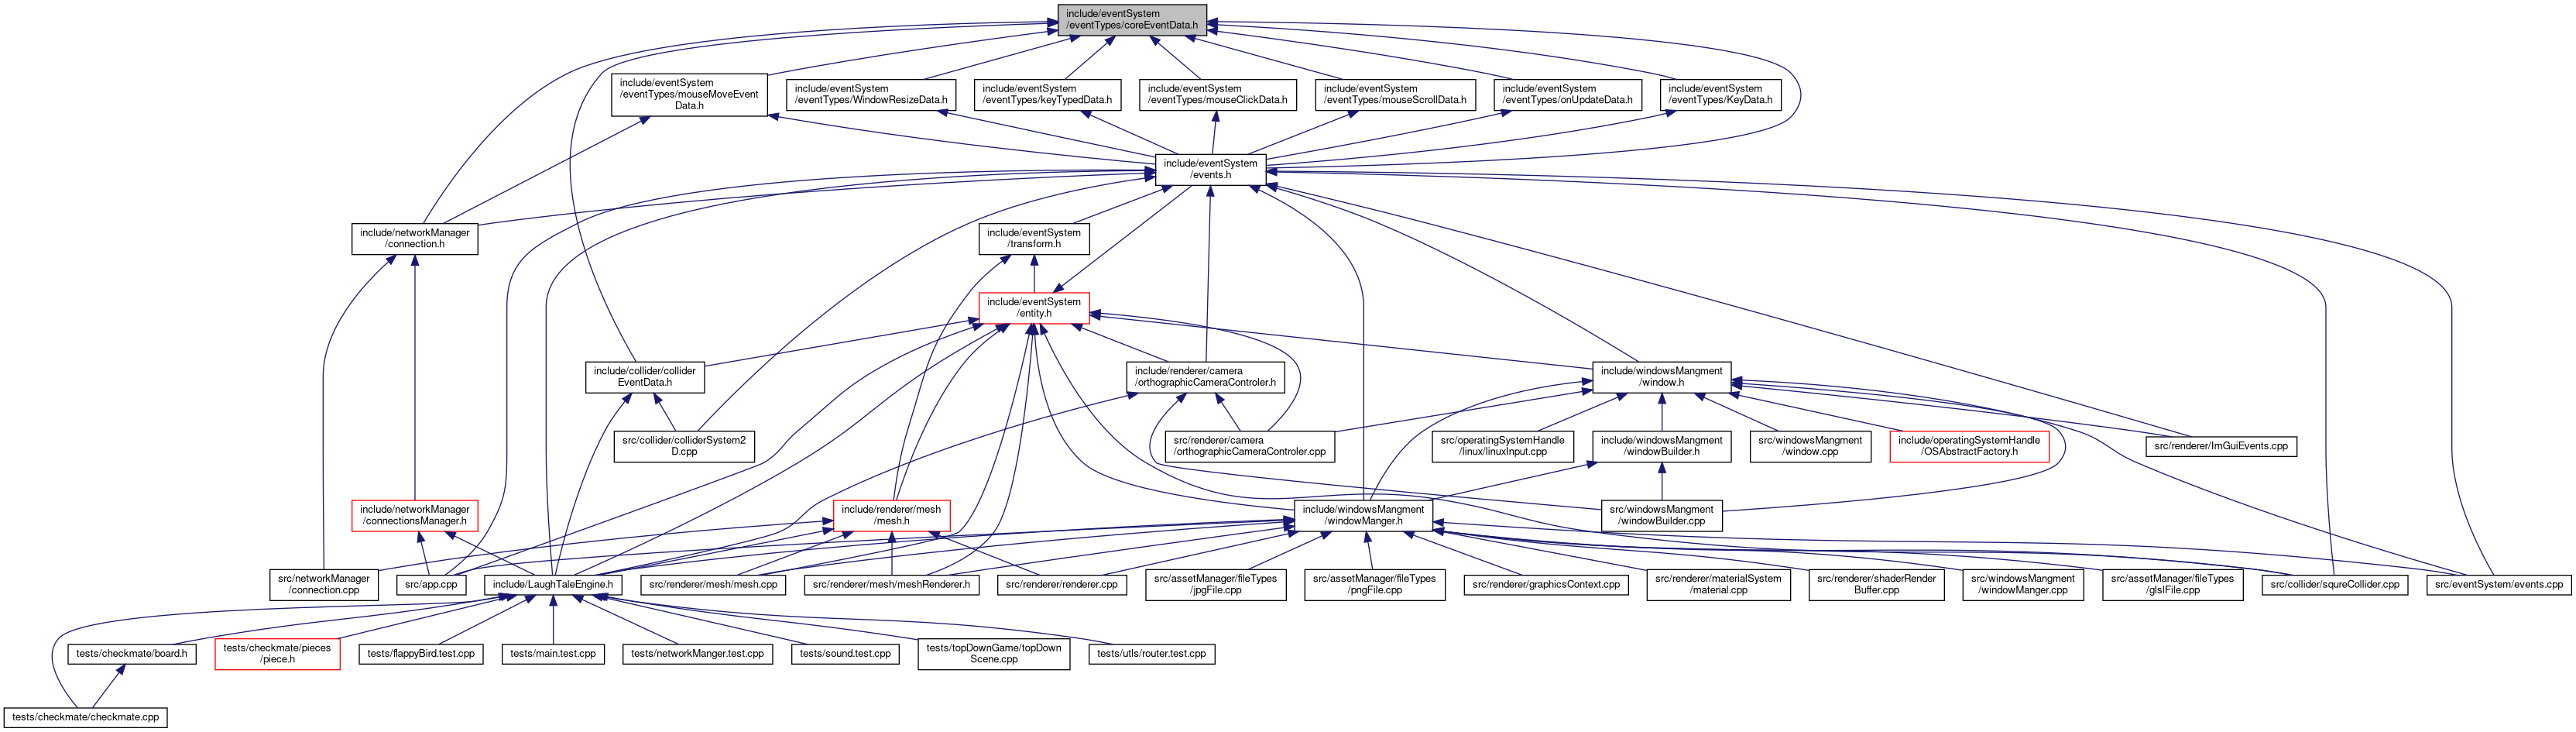 include/eventSystem
/eventTypes/coreEventData.h
include/eventSystem
/eventTypes/mouseMoveEvent
Data.h
include/eventSystem
/eventTypes/WindowResizeData.h
include/eventSystem
/eventTypes/keyTypedData.h
include/eventSystem
/eventTypes/mouseClickData.h
include/eventSystem
/eventTypes/mouseScrollData.h
include/eventSystem
/eventTypes/onUpdateData.h
include/eventSystem
/eventTypes/KeyData.h
include/eventSystem
/events.h
include/networkManager
/connection.h
include/eventSystem
/transform.h
include/eventSystem
/entity.h
include/collider/collider
EventData.h
include/renderer/camera
/orthographicCameraControler.h
include/windowsMangment
/window.h
src/collider/colliderSystem2
D.cpp
src/renderer/camera
/orthographicCameraControler.cpp
src/operatingSystemHandle
/linux/linuxInput.cpp
include/windowsMangment
/windowBuilder.h
src/windowsMangment
/window.cpp
include/operatingSystemHandle
/OSAbstractFactory.h
src/renderer/ImGuiEvents.cpp
include/networkManager
/connectionsManager.h
include/renderer/mesh
/mesh.h
include/windowsMangment
/windowManger.h
src/windowsMangment
/windowBuilder.cpp
src/networkManager
/connection.cpp
src/app.cpp
include/LaughTaleEngine.h
src/renderer/mesh/mesh.cpp
src/renderer/mesh/meshRenderer.h
src/renderer/renderer.cpp
src/assetManager/fileTypes
/jpgFile.cpp
src/assetManager/fileTypes
/pngFile.cpp
src/renderer/graphicsContext.cpp
src/renderer/materialSystem
/material.cpp
src/renderer/shaderRender
Buffer.cpp
src/windowsMangment
/windowManger.cpp
src/assetManager/fileTypes
/glslFile.cpp
src/collider/squreCollider.cpp
src/eventSystem/events.cpp
tests/checkmate/board.h
tests/checkmate/pieces
/piece.h
tests/flappyBird.test.cpp
tests/main.test.cpp
tests/networkManger.test.cpp
tests/sound.test.cpp
tests/topDownGame/topDown
Scene.cpp
tests/utls/router.test.cpp
tests/checkmate/checkmate.cpp